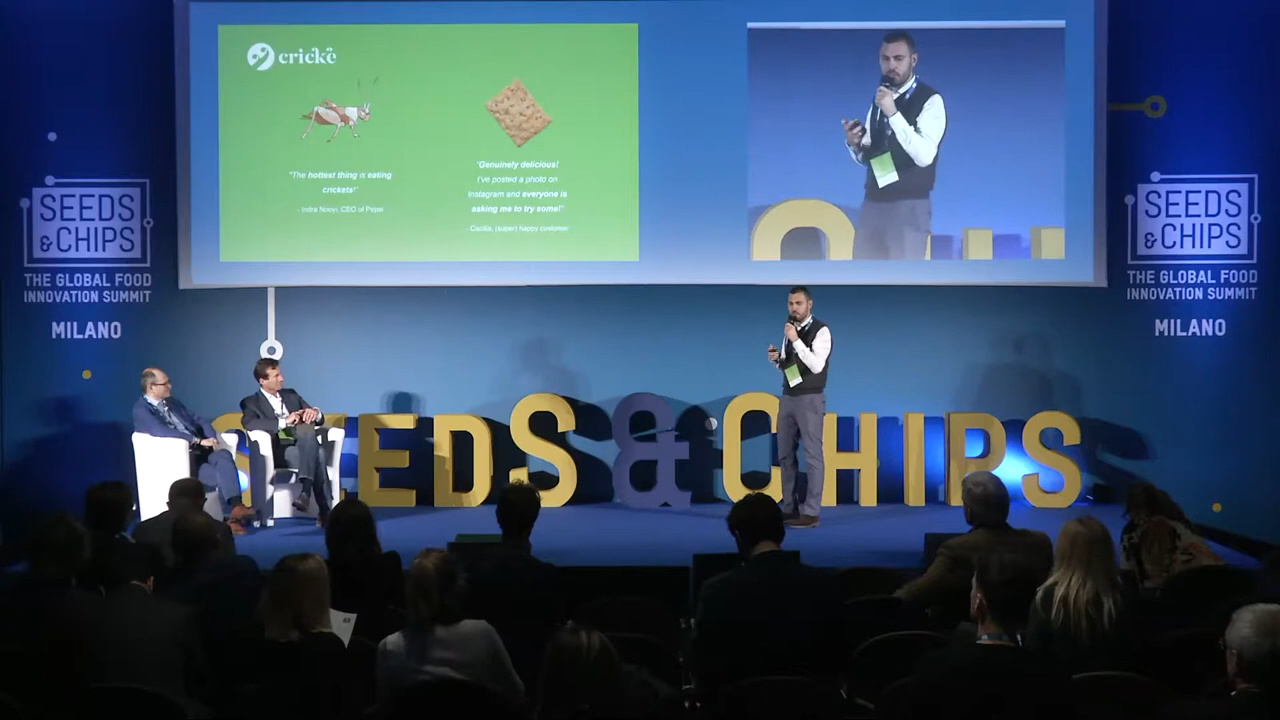 crickē
"The hottest thing is eating
crickets!"
- Indra Nooyi, CEO of Pepsi
"Genuinely delicious!
I've posted a photo on
Instagram and everyone is
asking me to try some!"
- Cecilia, (super) happy customer
SEEDS
& CHIPS
THE GLOBAL FOOD
INNOVATION SUMMIT
MILANO
SEEDS
& CHIPS
THE GLOBAL FOOD
INNOVATION SUMMIT
MILANO
SEEDS & CHIPS